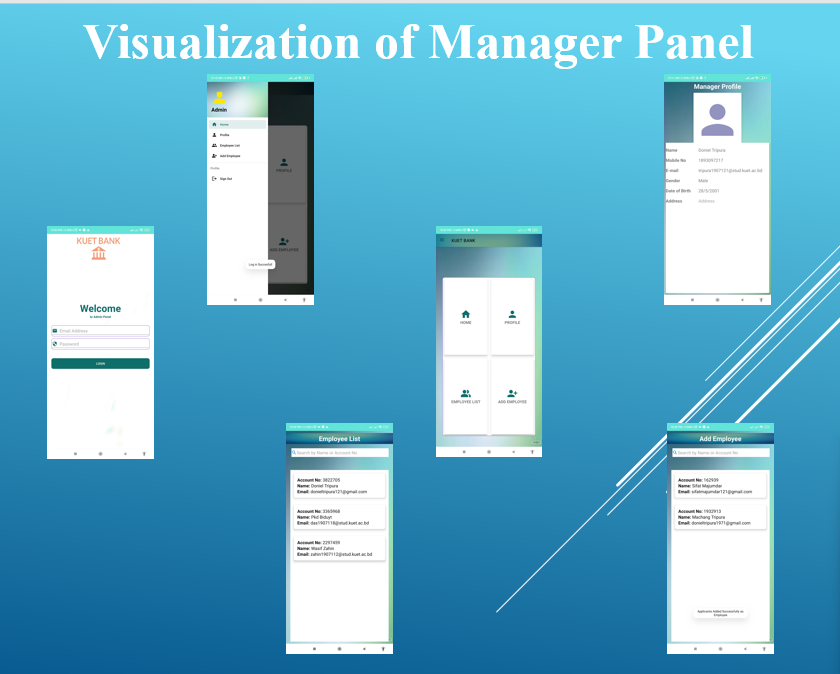 Visualization of Manager Panel
Admin
Home
Profile
Employee List
Add Employee
Profile
Sign Out
PROFILE
ADD EMPLOYEE
Log in Successful
Manager Profile
Name Doniel Tripura
Mobile No
E-mail tripura1907121@stud.kuet.ac.bd
Gender Male
Date of Birth 28/5/2001
Address Address
KUET BANK
Welcome
to Admin Panel
Email Address
Password
LOGIN
KUET BANK
HOME
PROFILE
EMPLOYEE LIST
ADD EMPLOYEE
Employee List
Search by Name or Account No.
Account No: 3822705
Name: Doniel Tripura
Email: donieltripura121@gmail.com
Account No: 3365968
Name: Pkd Biduyt
Email: das1907118@stud.kuet.ac.bd
Account No: 2297459
Name: Wasif Zahin
Email: zahin1907112@stud.kuet.ac.bd
Add Employee
Search by Name or Account No.
Account No: 162939
Name: Sifat Majumdar
Email: sifatmajumdar121@gmail.com
Account No: 1932913
Name: Machang Tripura
Email: donieltripura1971@gmail.com
Applicants Added Successfully as
Employee